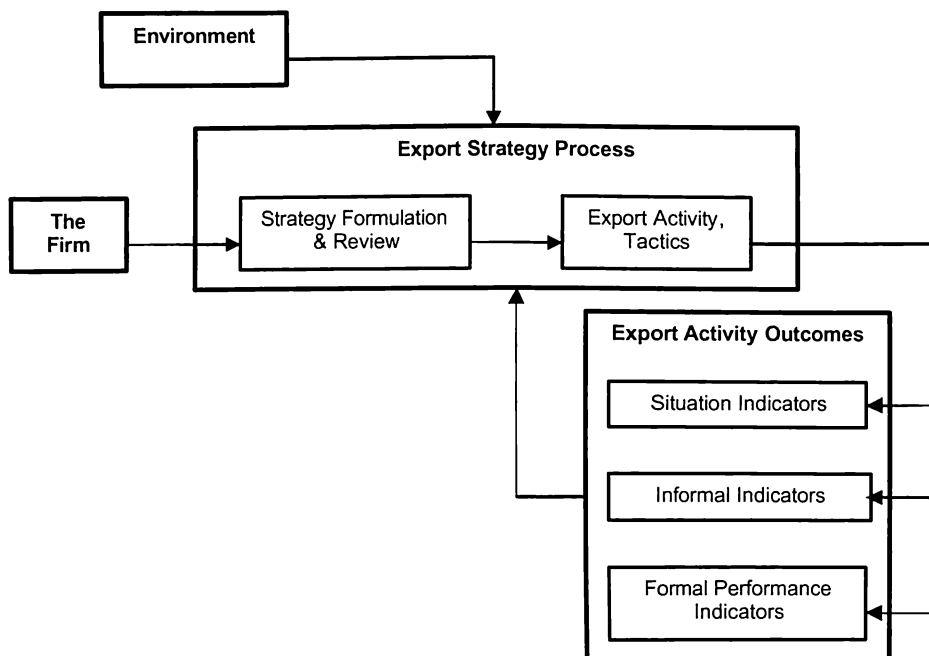 Environment
Export Strategy Process
The
Firm
Strategy Formulation
& Review
Export Activity,
Tactics
Export Activity Outcomes
Situation Indicators
Informal Indicators
Formal Performance
Indicators